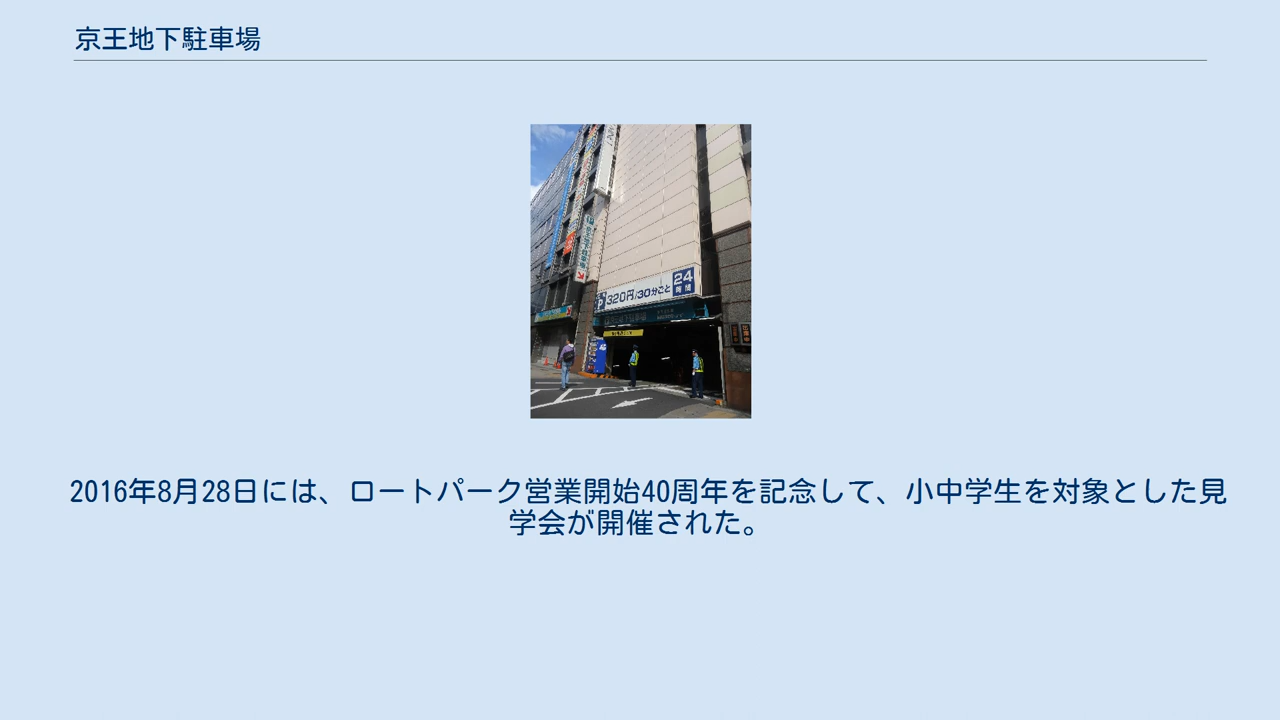 京王地下駐車場
24
時間
P 320円/30分ごと
2016年8月28日には、ロートパーク営業開始40周年を記念して、小中学生を対象とした見
学会が開催された。